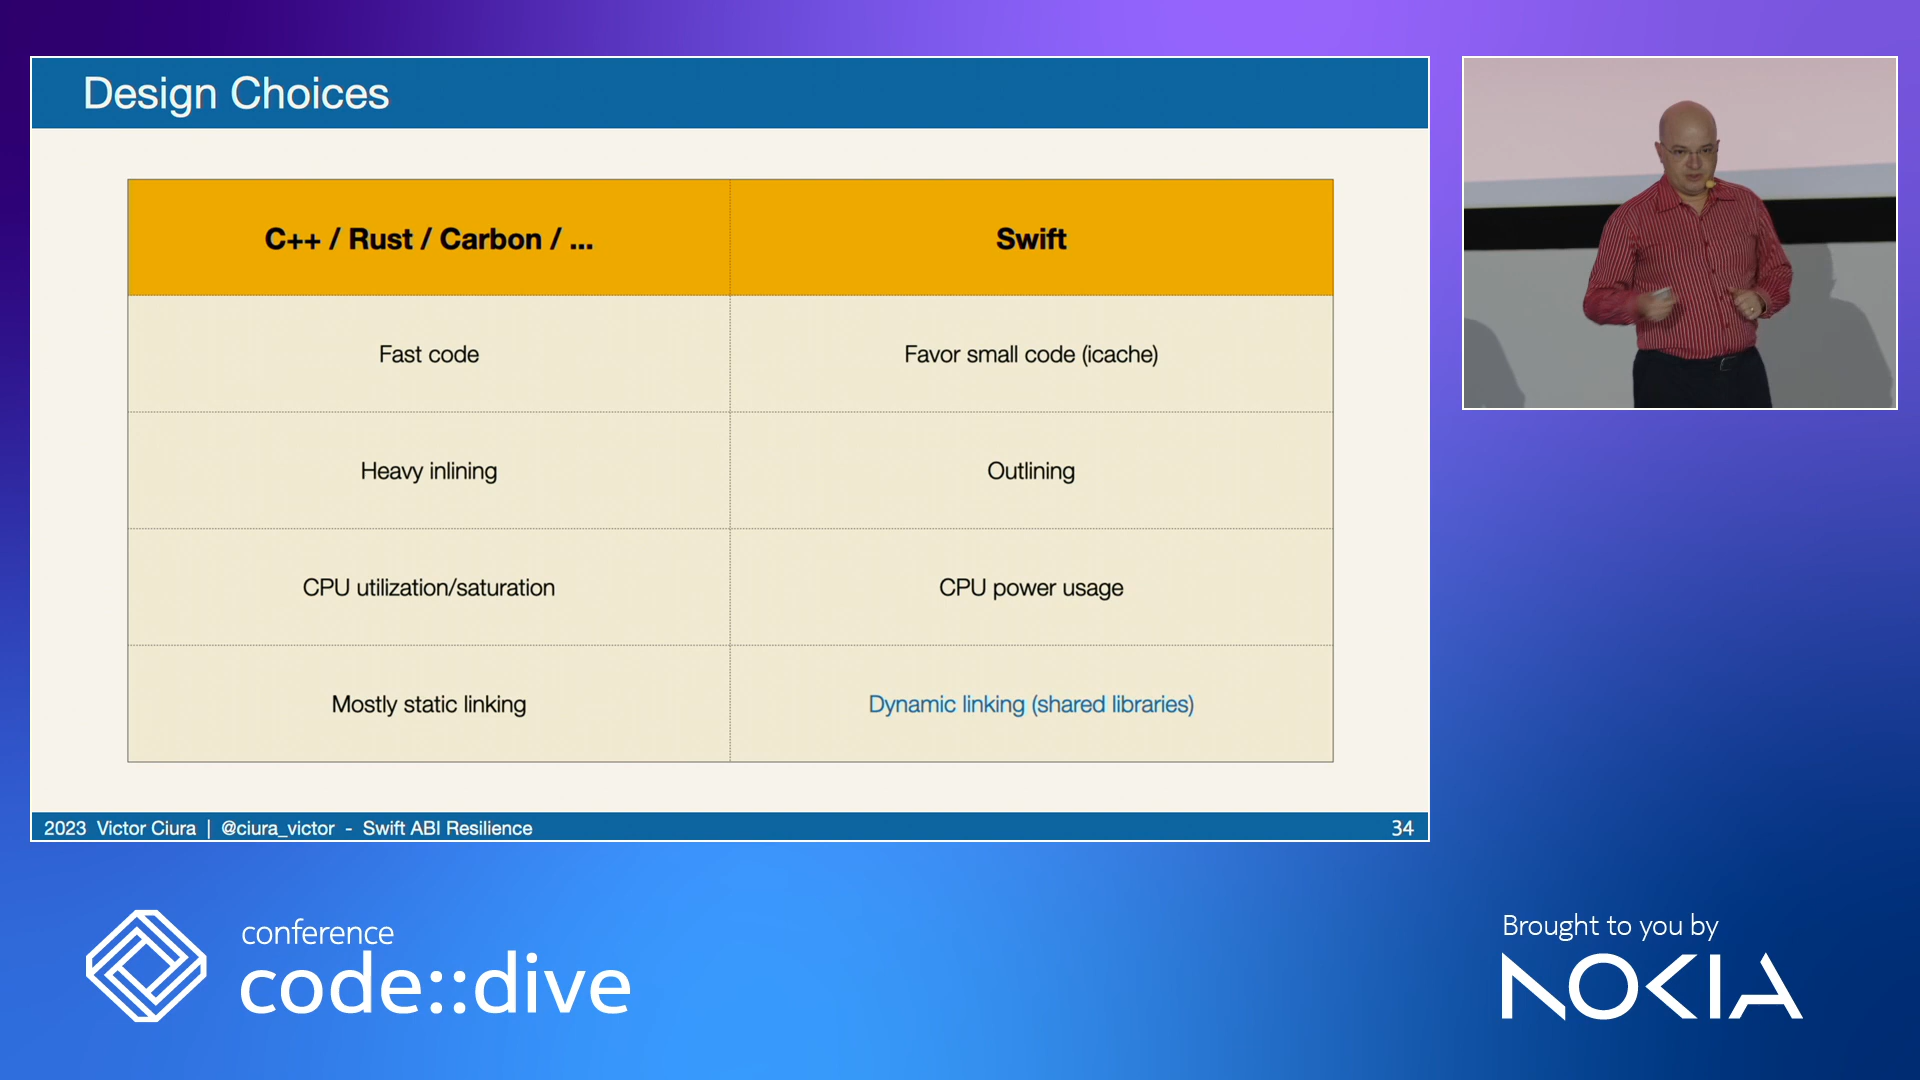 Design Choices
C++ / Rust / Carbon / ...
Swift
Fast code
Favor small code (icache)
Heavy inlining
Outlining
CPU utilization/saturation
CPU power usage
Mostly static linking
Dynamic linking (shared libraries)
2023 Victor Ciura | @ciura_victor - Swift ABI Resilience
34
conference
code::dive
Brought to you by
NOKIA